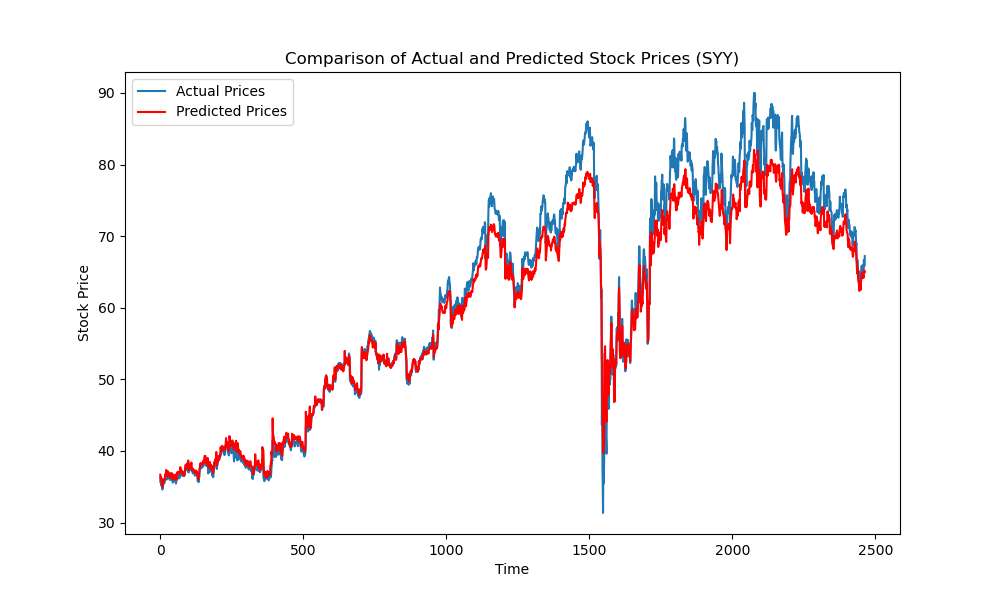 Comparison of Actual and Predicted Stock Prices (SYY)
Actual Prices
Predicted Prices
90
80
70
60
50
40
30
Stock Price
0 500 1000 1500 2000 2500
Time